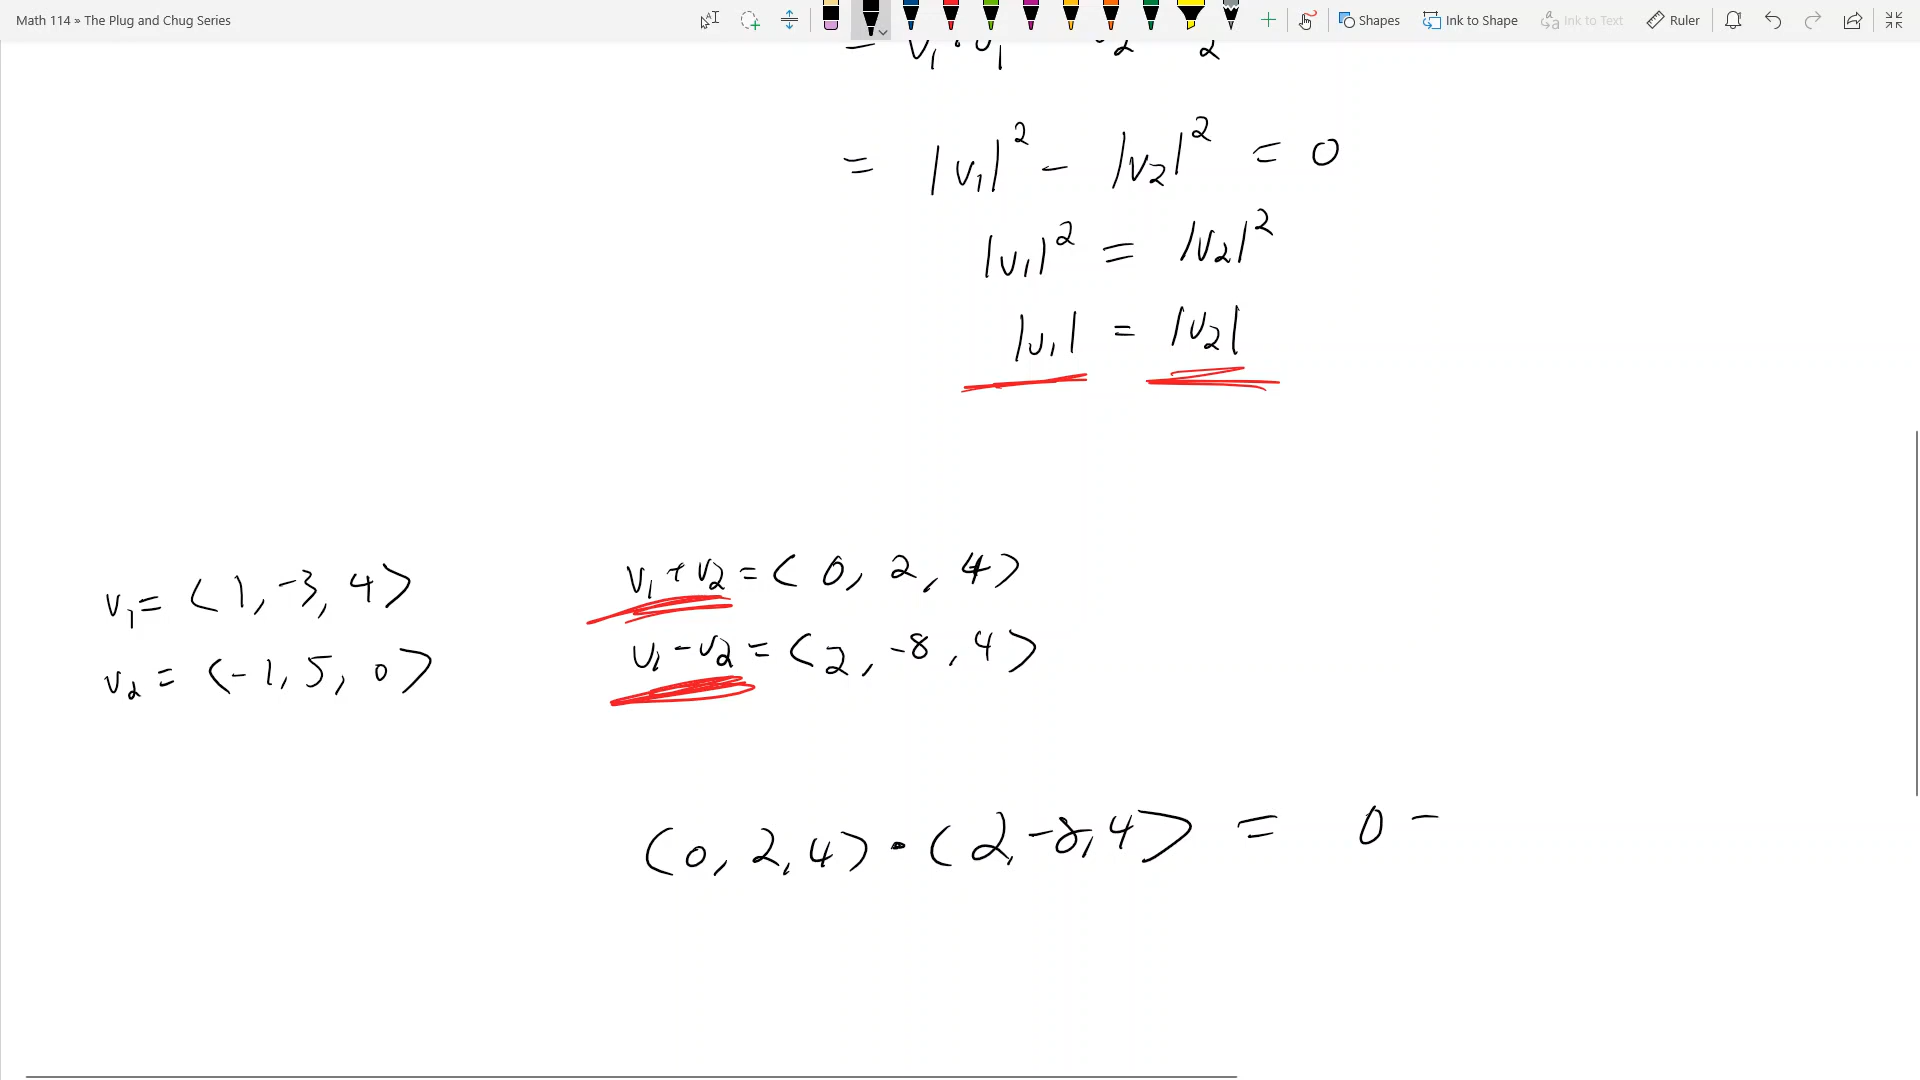 Math 114 » The Plug and Chug Series
Shapes Ink to Shape Ink to Text Ruler
= v₁ · v₁
= |v₁|² - |v₂|² = 0
|v₁|² = |v₂|²
|v₁| = |v₂|
v₁ = ⟨1, -3, 4⟩
v₂ = ⟨-1, 5, 0⟩
v₁ + v₂ = ⟨0, 2, 4⟩
v₁ - v₂ = ⟨2, -8, 4⟩
⟨0, 2, 4⟩ · ⟨2, -8, 4⟩ = 0 -